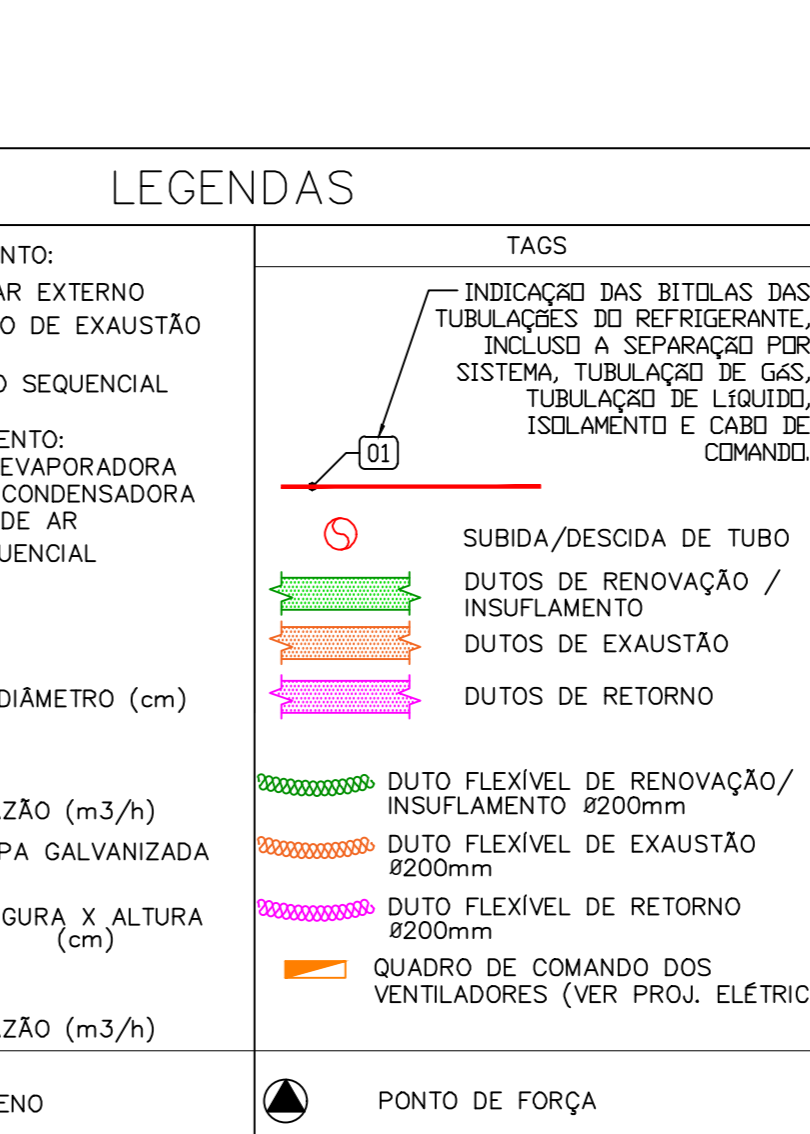 LEGENDAS
NTO:
AR EXTERNO
O DE EXAUSTÃO
O SEQUENCIAL
ENTO:
EVAPORADORA
CONDENSADORA
DE AR
UENCIAL
DIÂMETRO (cm)
ZÃO (m3/h)
PA GALVANIZADA
GURA X ALTURA
(cm)
ZÃO (m3/h)
ENO
TAGS
INDICAÇÃO DAS BITOLAS DAS
TUBULAÇÕES DO REFRIGERANTE,
INCLUSO A SEPARAÇÃO POR
SISTEMA, TUBULAÇÃO DE GáS,
TUBULAÇÃO DE LíQUIDO,
ISOLAMENTO E CABO DE
COMANDO.
01
SUBIDA/DESCIDA DE TUBO
DUTOS DE RENOVAÇÃO /
INSUFLAMENTO
DUTOS DE EXAUSTÃO
DUTOS DE RETORNO
DUTO FLEXÍVEL DE RENOVAÇÃO/
INSUFLAMENTO Ø200mm
DUTO FLEXÍVEL DE EXAUSTÃO
Ø200mm
DUTO FLEXÍVEL DE RETORNO
Ø200mm
QUADRO DE COMANDO DOS
VENTILADORES (VER PROJ. ELÉTRIC
PONTO DE FORÇA